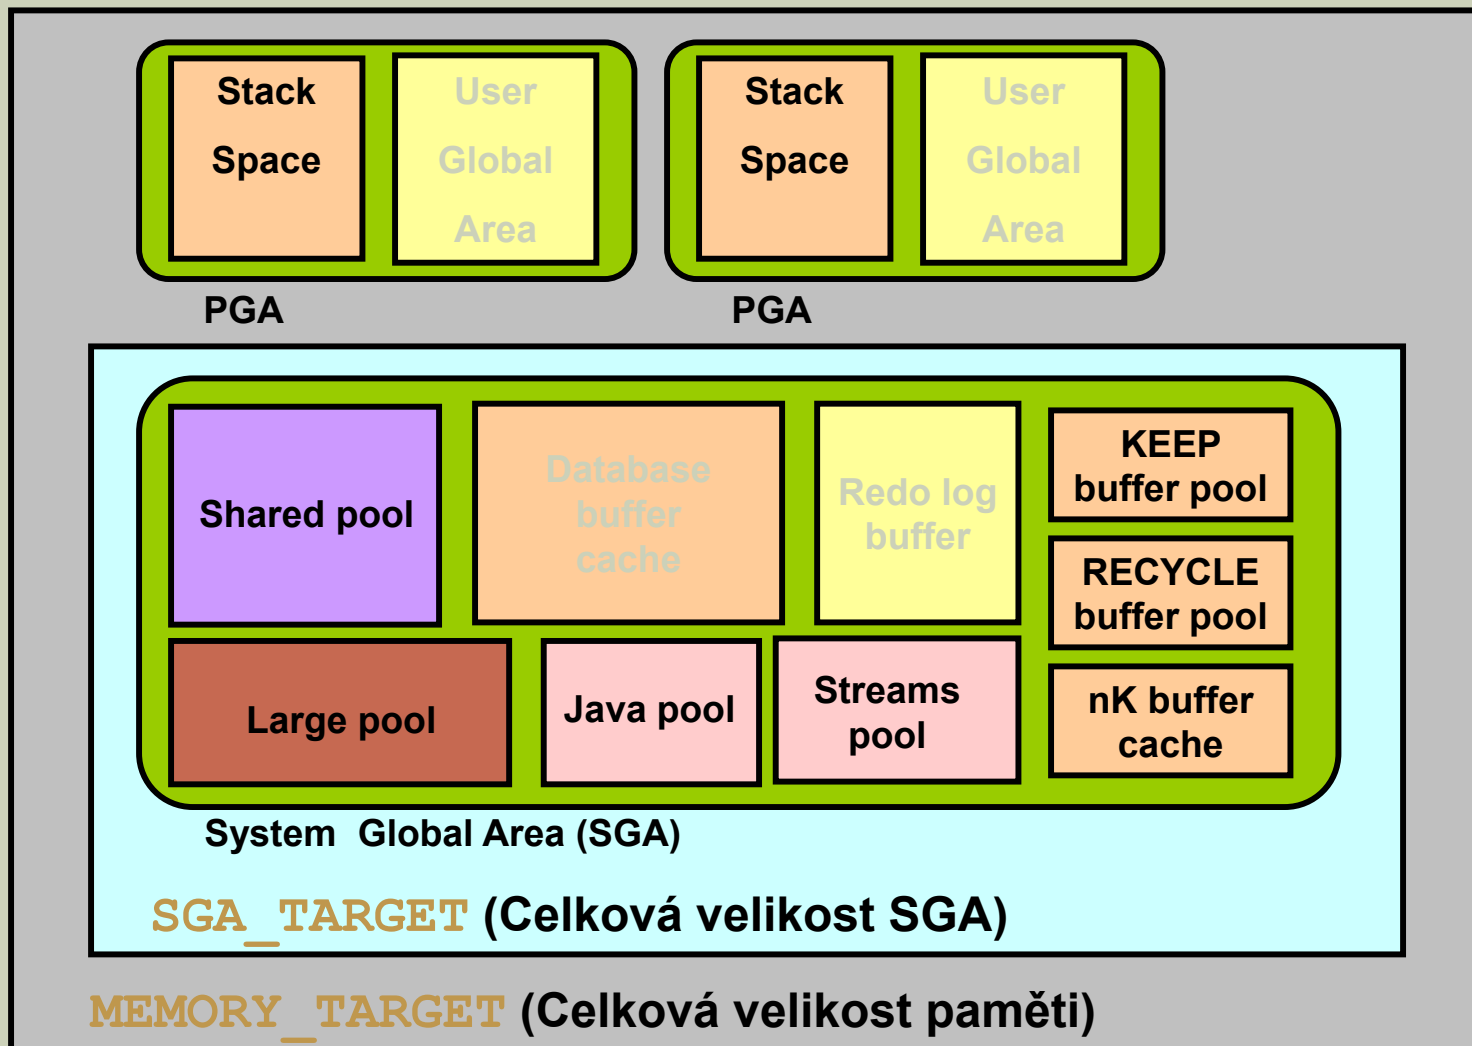 Stack
Space
User
Global
Area
Stack
Space
User
Global
Area
PGA
PGA
Shared pool
Database
buffer
cache
Redo log
buffer
KEEP
buffer pool
RECYCLE
buffer pool
nK buffer
cache
Large pool
Java pool
Streams
pool
System Global Area (SGA)
SGA_TARGET (Celková velikost SGA)
MEMORY_TARGET (Celková velikost paměti)